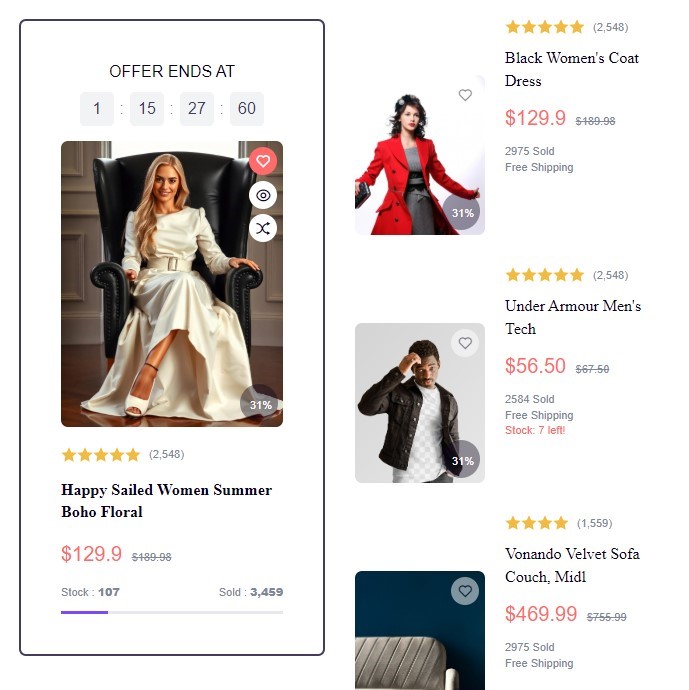 OFFER ENDS AT
1 : 15 : 27 : 60
31%
(2,548)
Happy Sailed Women Summer
Boho Floral
$129.9 $189.98
Stock : 107 Sold : 3,459
(2,548)
Black Women's Coat
Dress
$129.9 $189.98
2975 Sold
Free Shipping
31%
(2,548)
Under Armour Men's
Tech
$56.50 $67.50
2584 Sold
Free Shipping
Stock: 7 left!
31%
(1,559)
Vonando Velvet Sofa
Couch, Midl
$469.99 $755.99
2975 Sold
Free Shipping